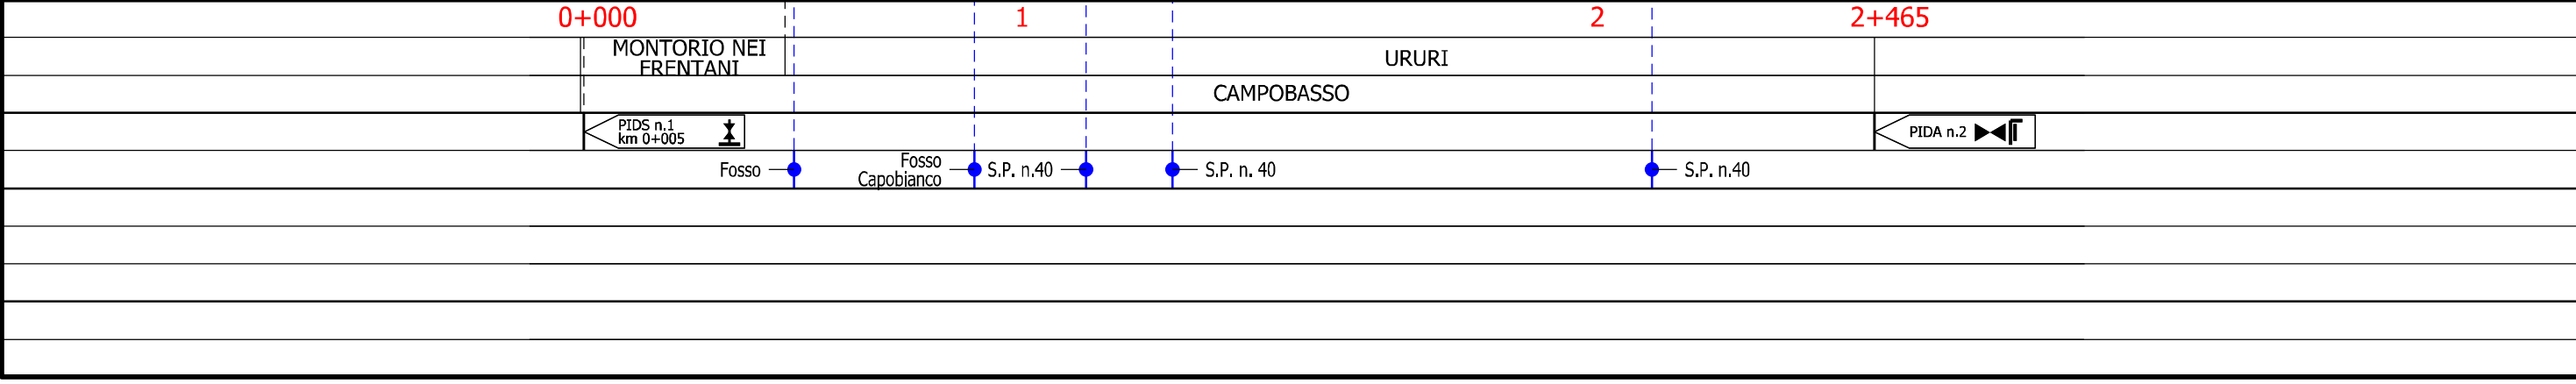 0+000 1 2 2+465
MONTORIO NEI
FRENTANI
URURI
CAMPOBASSO
PIDS n.1
km 0+005
PIDA n.2
Fosso
Fosso
Capobianco
S.P. n.40
S.P. n. 40
S.P. n.40